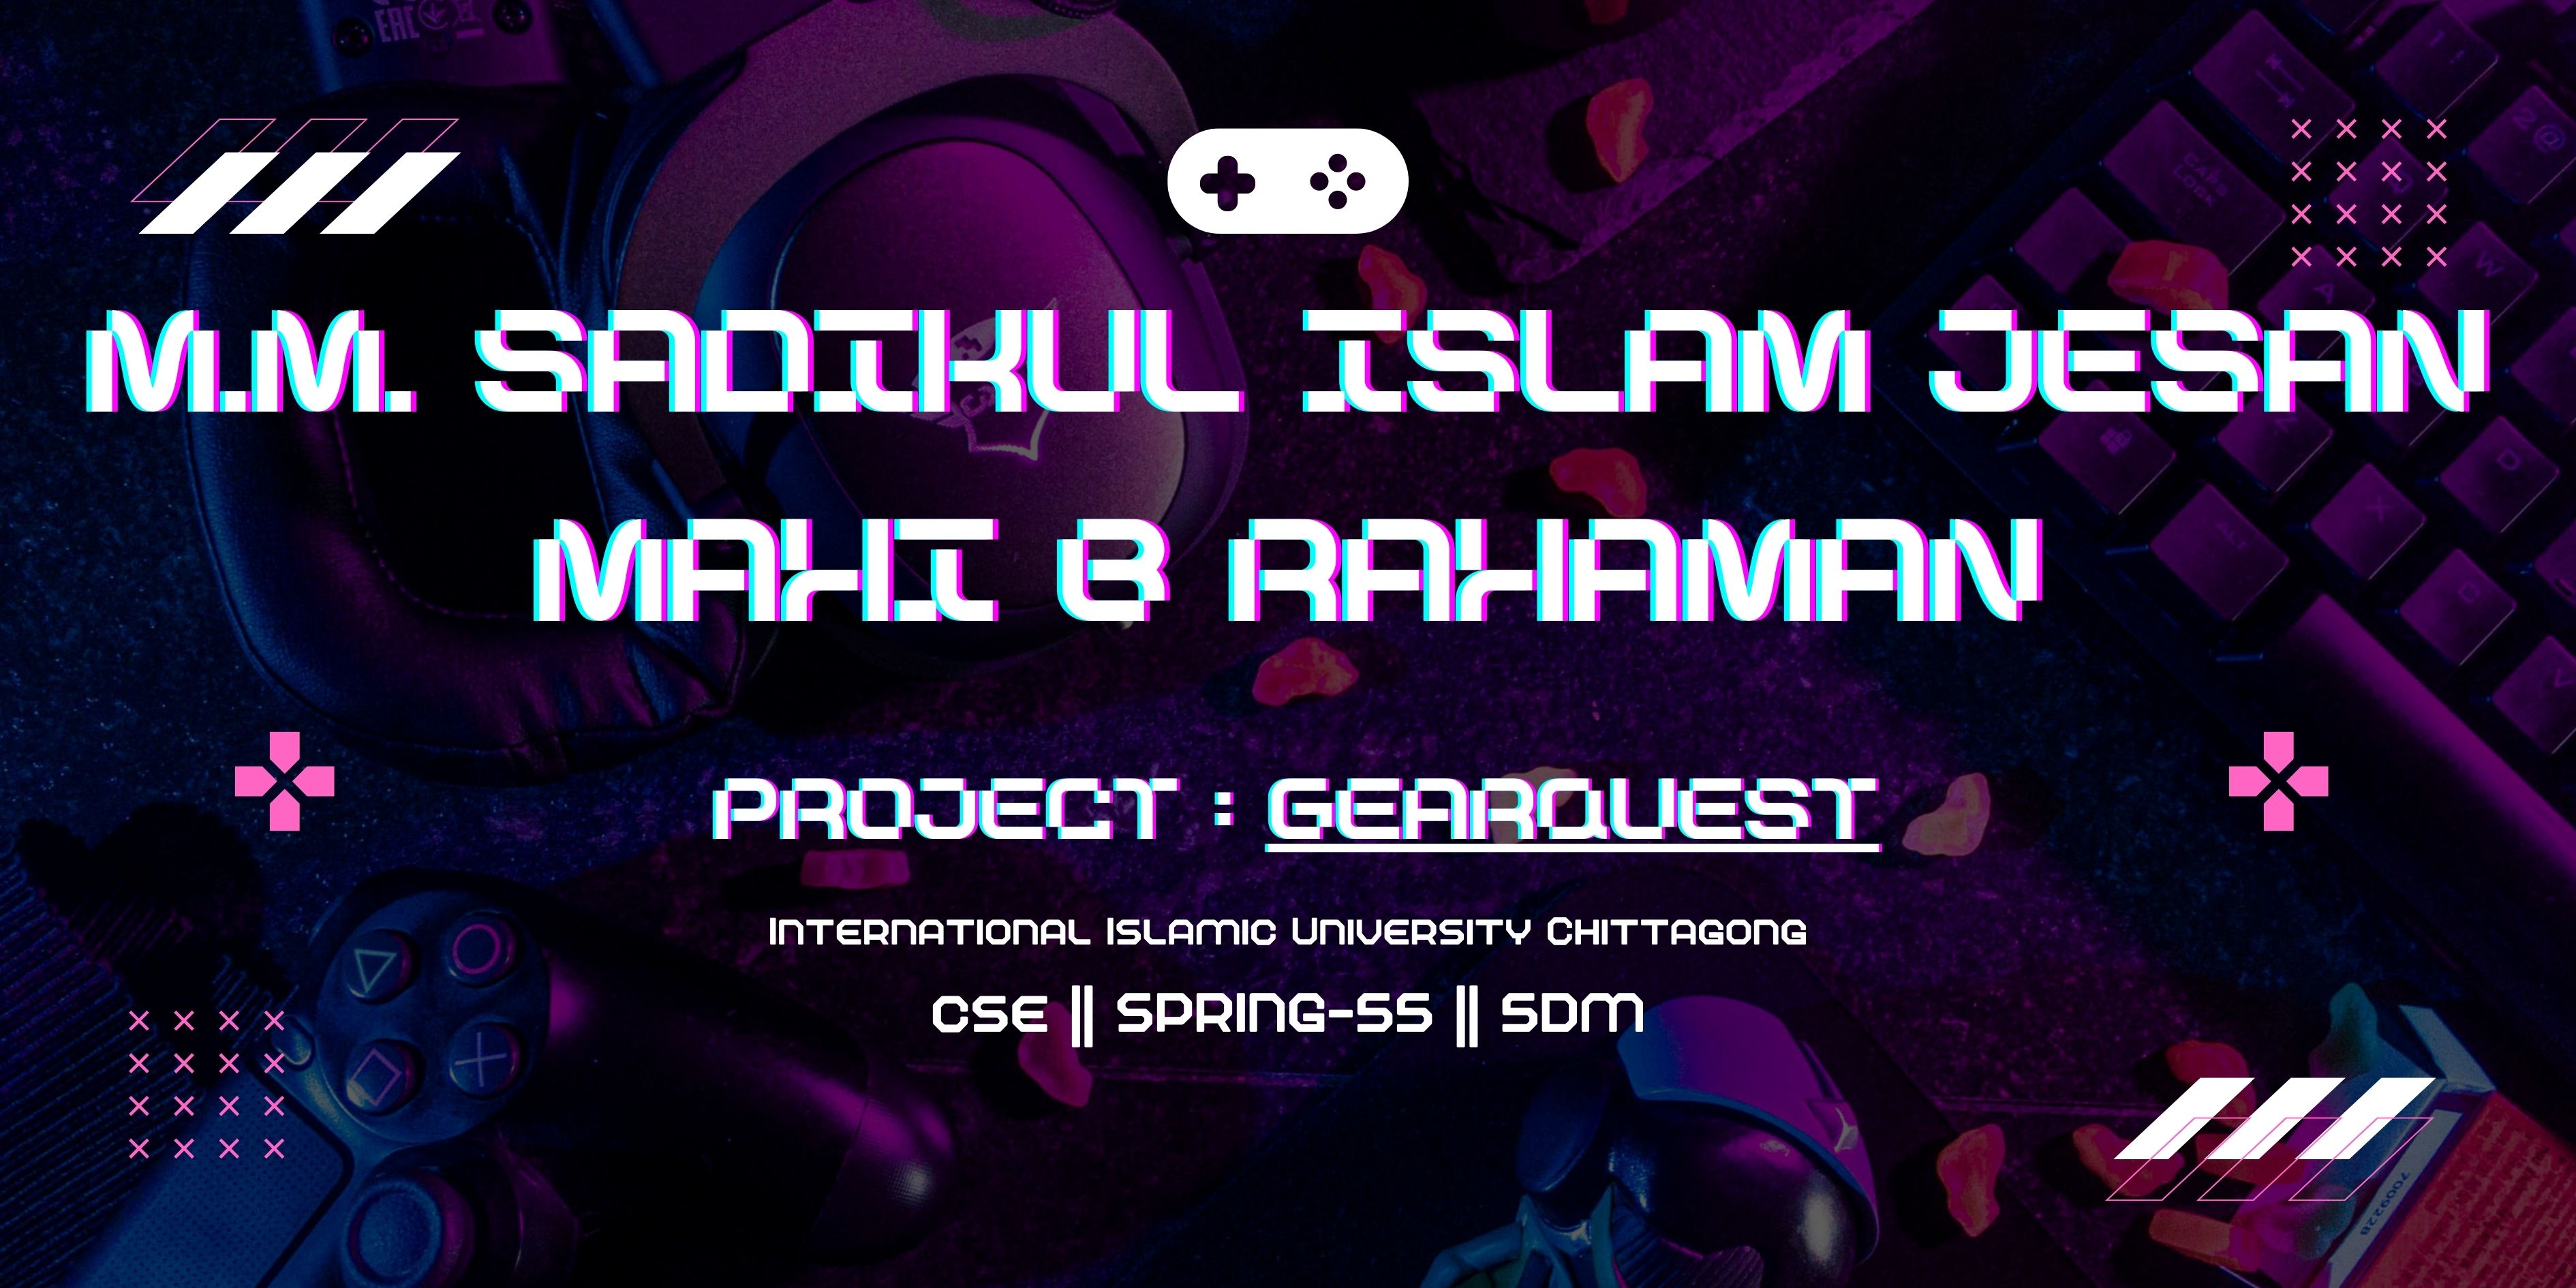 M.M. SADIKUL ISLAM JESAN
MAHI B RAHAMAN
PROJECT : GEARQUEST
International Islamic University Chittagong
CSE || SPRING-55 || SDM